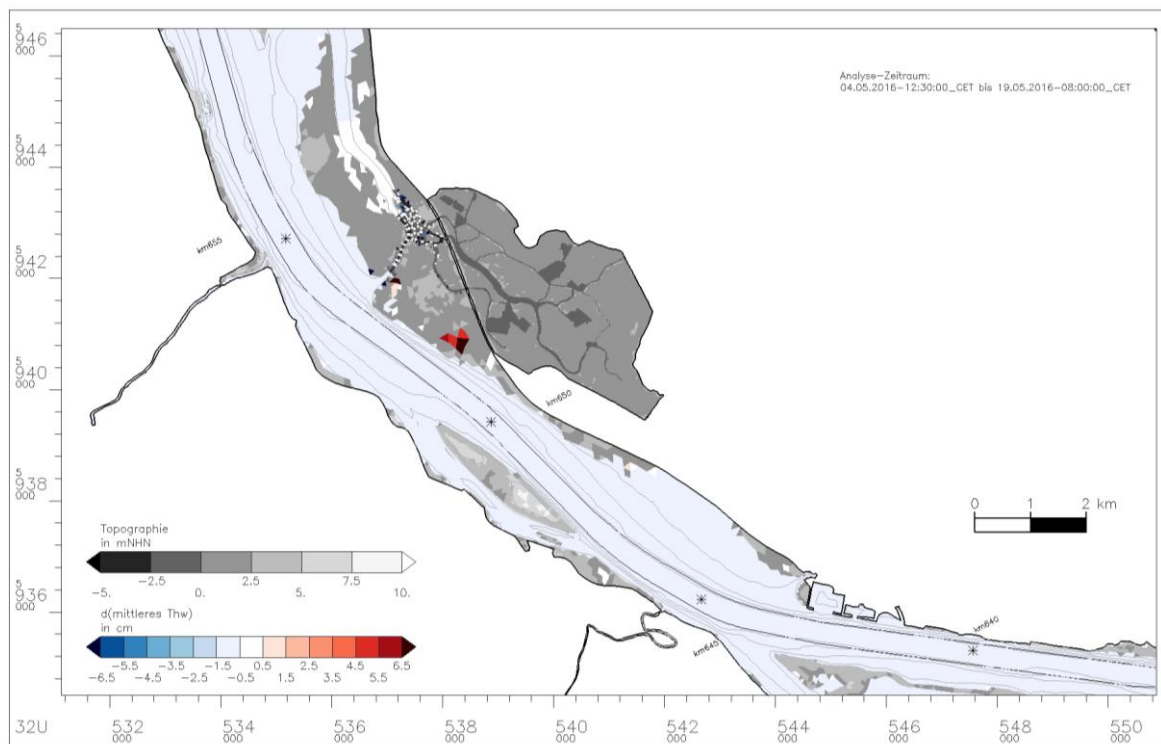 5
946
000
Analyse-Zeitraum:
04.05.2016-12:30:00_CET bis 19.05.2016-08:00:00_CET
5
944
000
km655
5
942
000
5
940
000
km650
5
938
000
0 1 2 km
Topographie
in mNHN
-5. -2.5 0. 2.5 5. 7.5 10.
5
936
000
km640
d(mittleres Thw)
in cm
km645
-6.5 -5.5 -4.5 -3.5 -2.5 -1.5 -0.5 0.5 1.5 2.5 3.5 4.5 5.5 6.5
32U 532 534 536 538 540 542 544 546 548 550
000 000 000 000 000 000 000 000 000 000